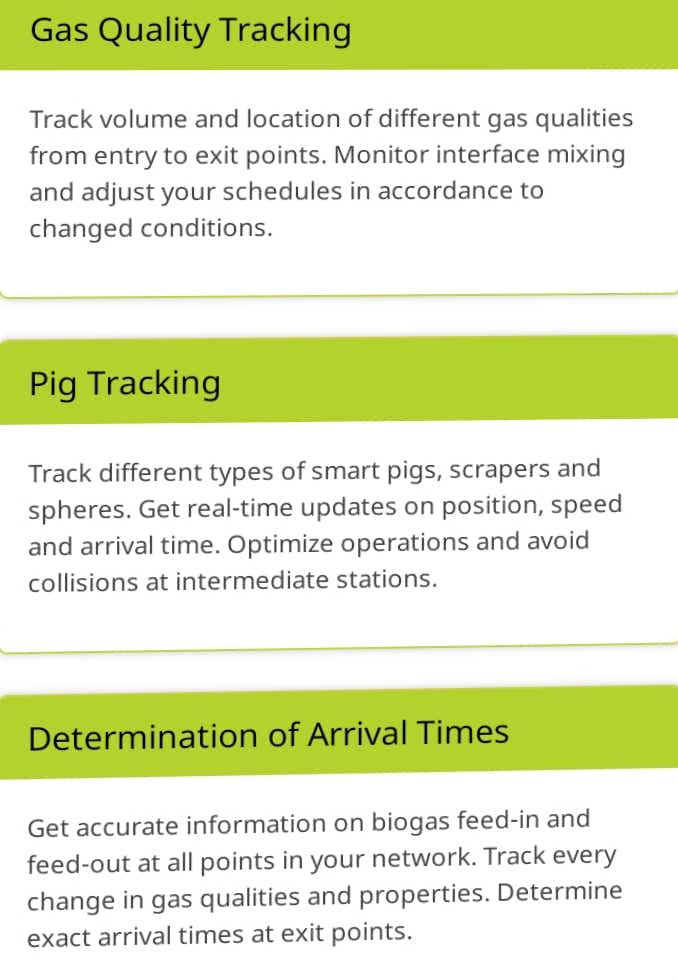 Gas Quality Tracking
Track volume and location of different gas qualities
from entry to exit points. Monitor interface mixing
and adjust your schedules in accordance to
changed conditions.
Pig Tracking
Track different types of smart pigs, scrapers and
spheres. Get real-time updates on position, speed
and arrival time. Optimize operations and avoid
collisions at intermediate stations.
Determination of Arrival Times
Get accurate information on biogas feed-in and
feed-out at all points in your network. Track every
change in gas qualities and properties. Determine
exact arrival times at exit points.